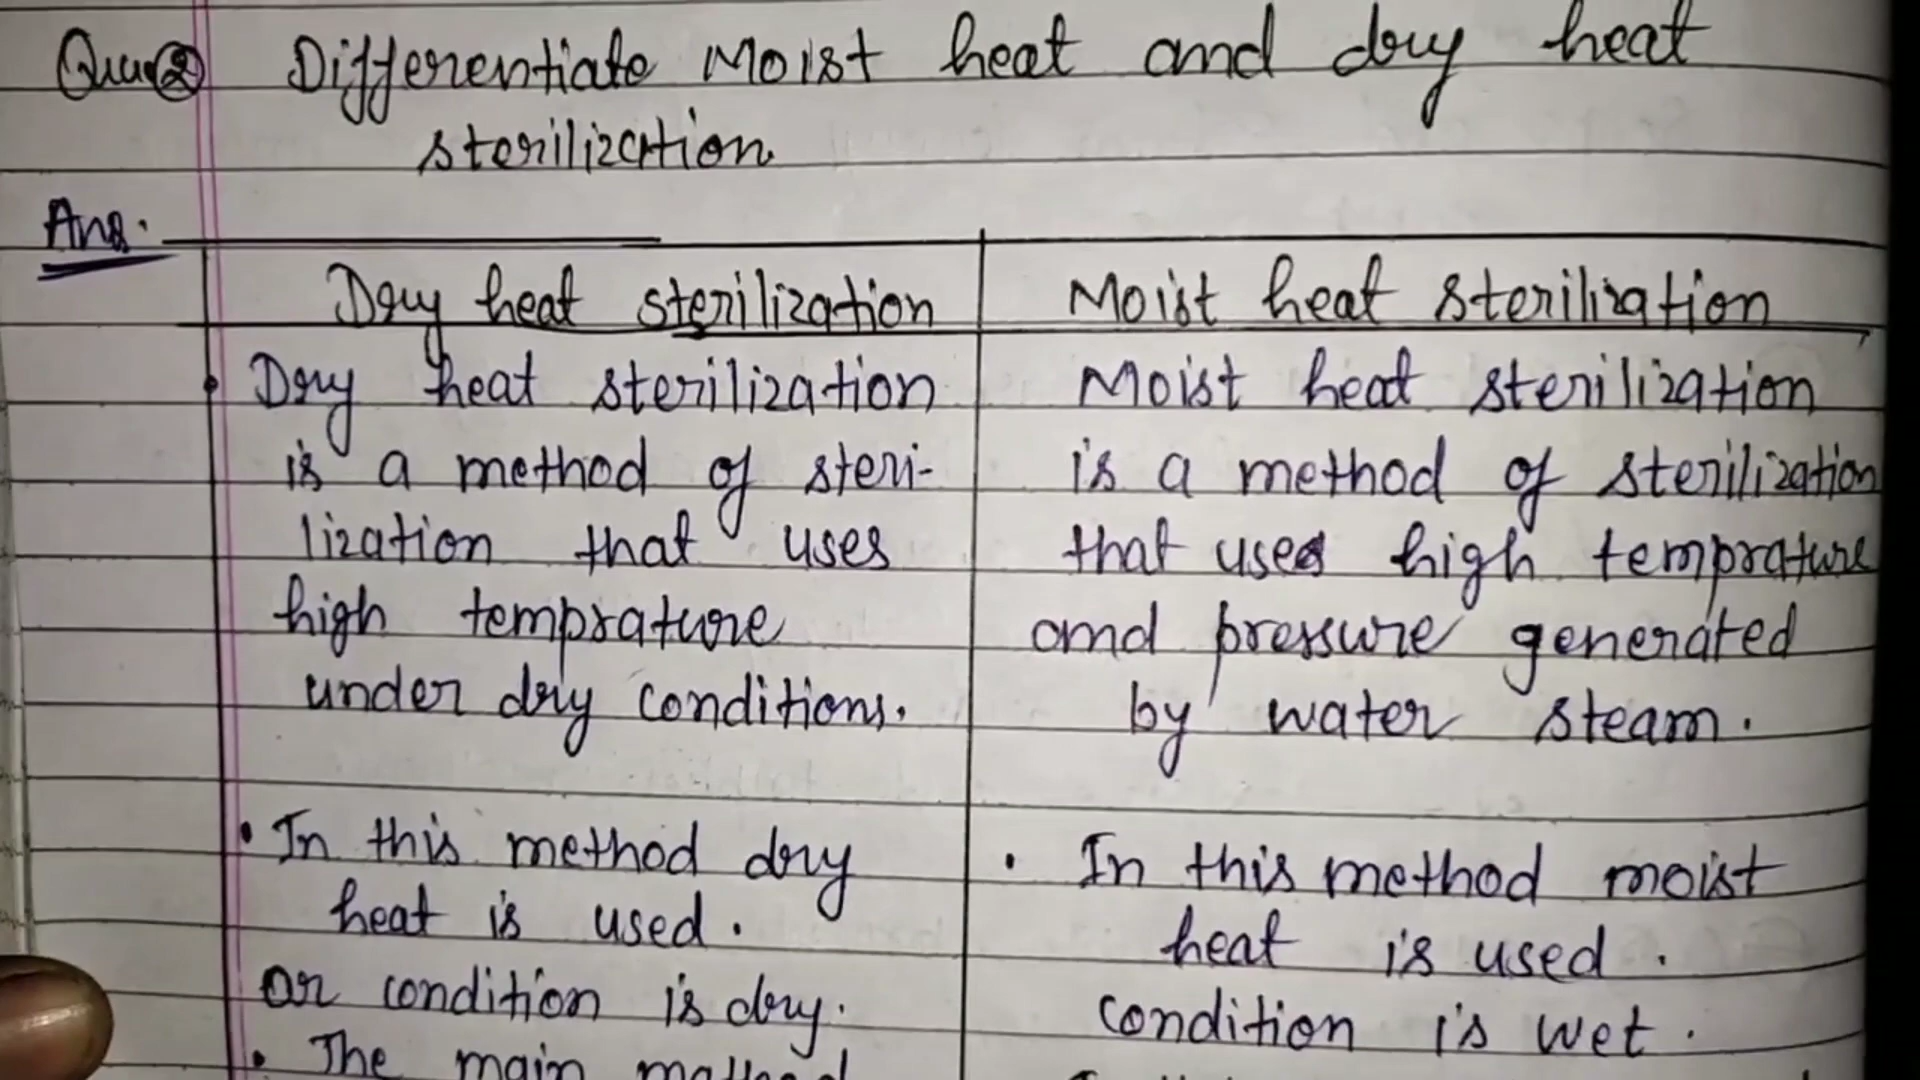 Que② Differentiate Moist heat and dry heat
sterilization
Ans.
Dry heat sterilization
• Dry heat sterilization
is a method of steri-
lization that uses
high temprature
under dry conditions.
• In this method dry
heat is used.
or condition is dry.
• The main method
Moist heat sterilization
Moist heat sterilization
is a method of sterilization
that uses high temprature
and pressure generated
by water steam.
• In this method moist
heat is used.
condition is wet.